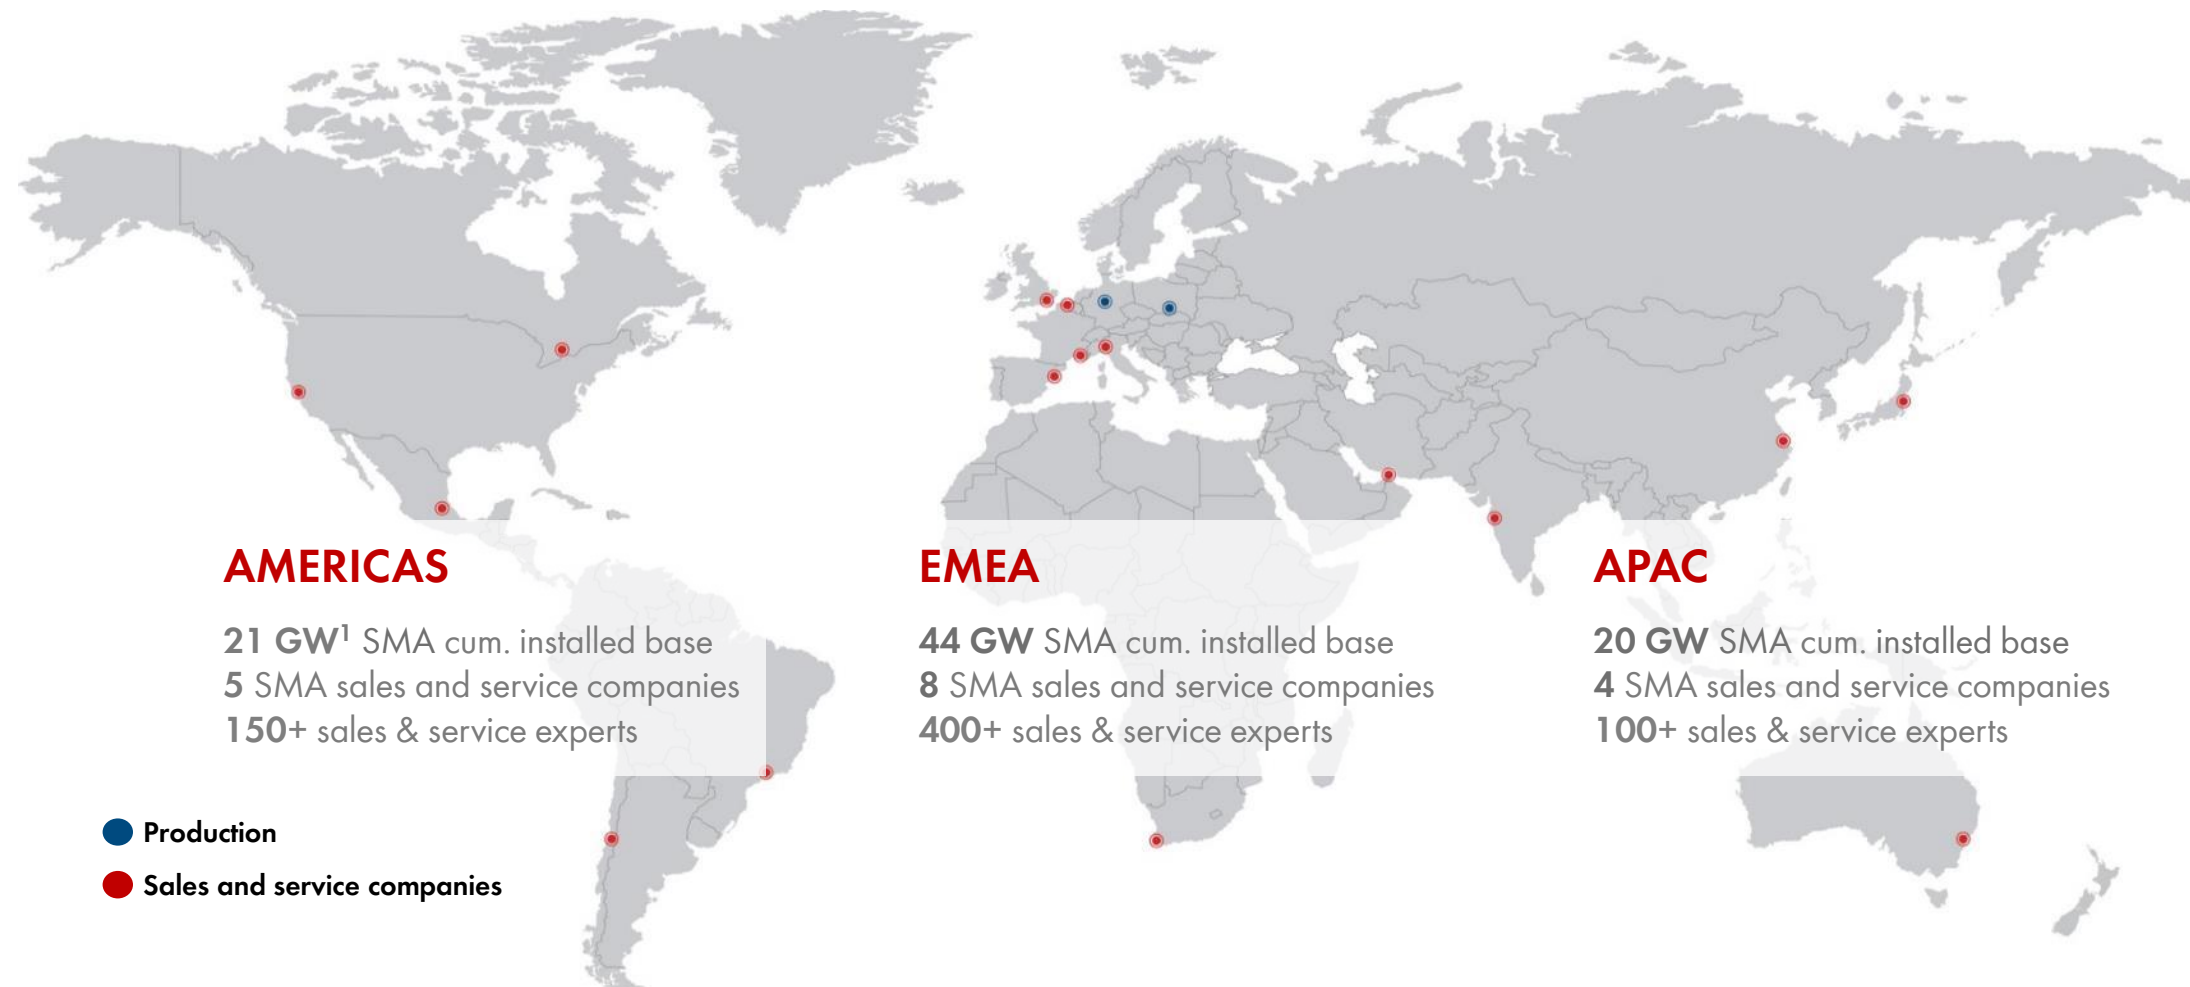 AMERICAS
21 GW¹ SMA cum. installed base
5 SMA sales and service companies
150+ sales & service experts
EMEA
44 GW SMA cum. installed base
8 SMA sales and service companies
400+ sales & service experts
APAC
20 GW SMA cum. installed base
4 SMA sales and service companies
100+ sales & service experts
Production
Sales and service companies